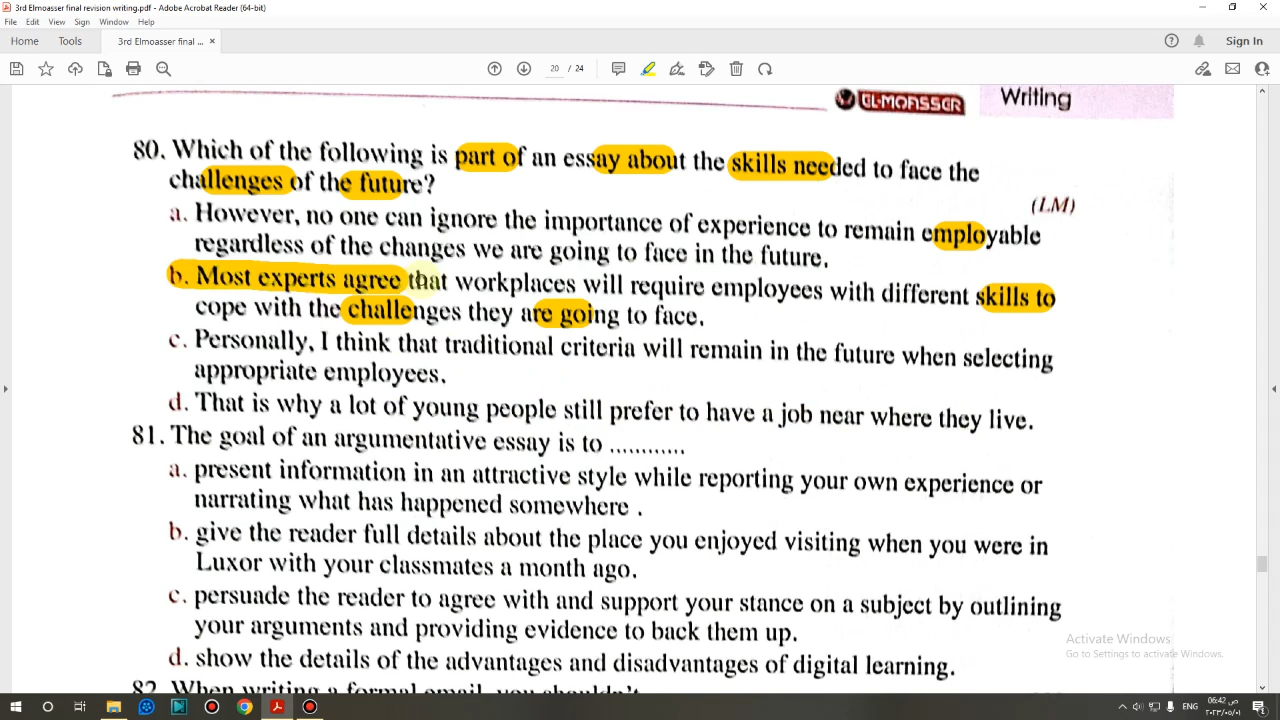 3rd Elmoasser final revision writing.pdf - Adobe Acrobat Reader (64-bit)
File Edit View Sign Window Help
Home Tools 3rd Elmoasser final ... × Sign In
20 / 24
EL-MOASSER Writing
80. Which of the following is part of an essay about the skills needed to face the
challenges of the future?
(LM)
a. However, no one can ignore the importance of experience to remain employable
regardless of the changes we are going to face in the future.
b. Most experts agree that workplaces will require employees with different skills to
cope with the challenges they are going to face.
c. Personally, I think that traditional criteria will remain in the future when selecting
appropriate employees.
d. That is why a lot of young people still prefer to have a job near where they live.
81. The goal of an argumentative essay is to ............
a. present information in an attractive style while reporting your own experience or
narrating what has happened somewhere .
b. give the reader full details about the place you enjoyed visiting when you were in
Luxor with your classmates a month ago.
c. persuade the reader to agree with and support your stance on a subject by outlining
your arguments and providing evidence to back them up.
d. show the details of the advantages and disadvantages of digital learning.
82. When writing a formal email, you shouldn't
Activate Windows
Go to Settings to activate Windows.
ENG
06:42 ص